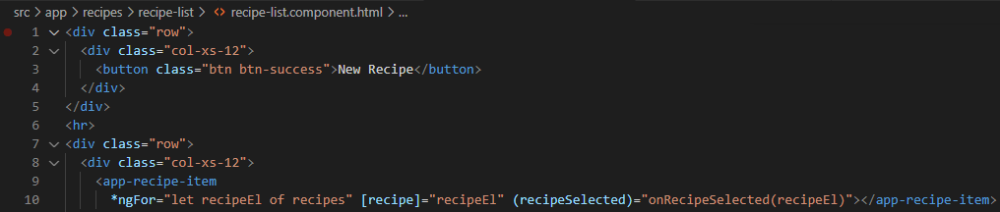 src > app > recipes > recipe-list > <> recipe-list.component.html > ...
1 <div class="row">
2 <div class="col-xs-12">
3 <button class="btn btn-success">New Recipe</button>
4 </div>
5 </div>
6 <hr>
7 <div class="row">
8 <div class="col-xs-12">
9 <app-recipe-item
10 *ngFor="let recipeEl of recipes" [recipe]="recipeEl" (recipeSelected)="onRecipeSelected(recipeEl)"></app-recipe-item>